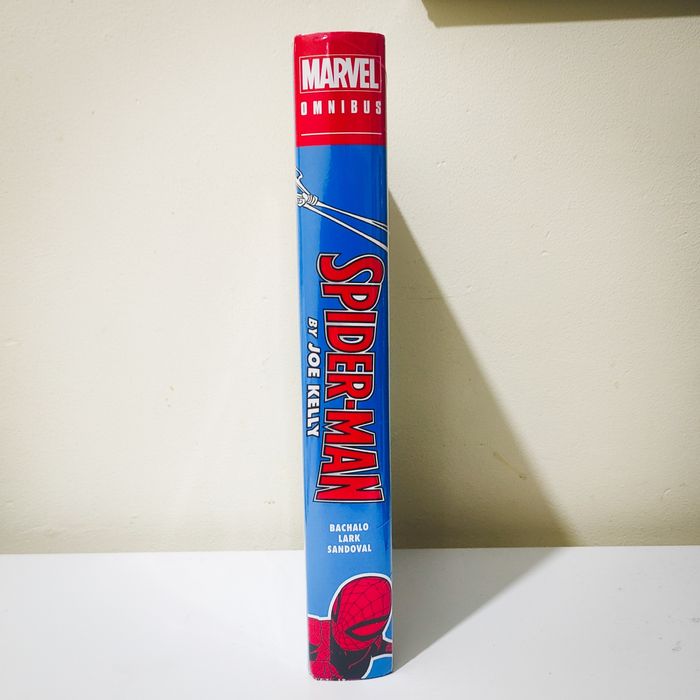 MARVEL
OMNIBUS
SPIDER-MAN
BY JOE KELLY
BACHALO
LARK
SANDOVAL